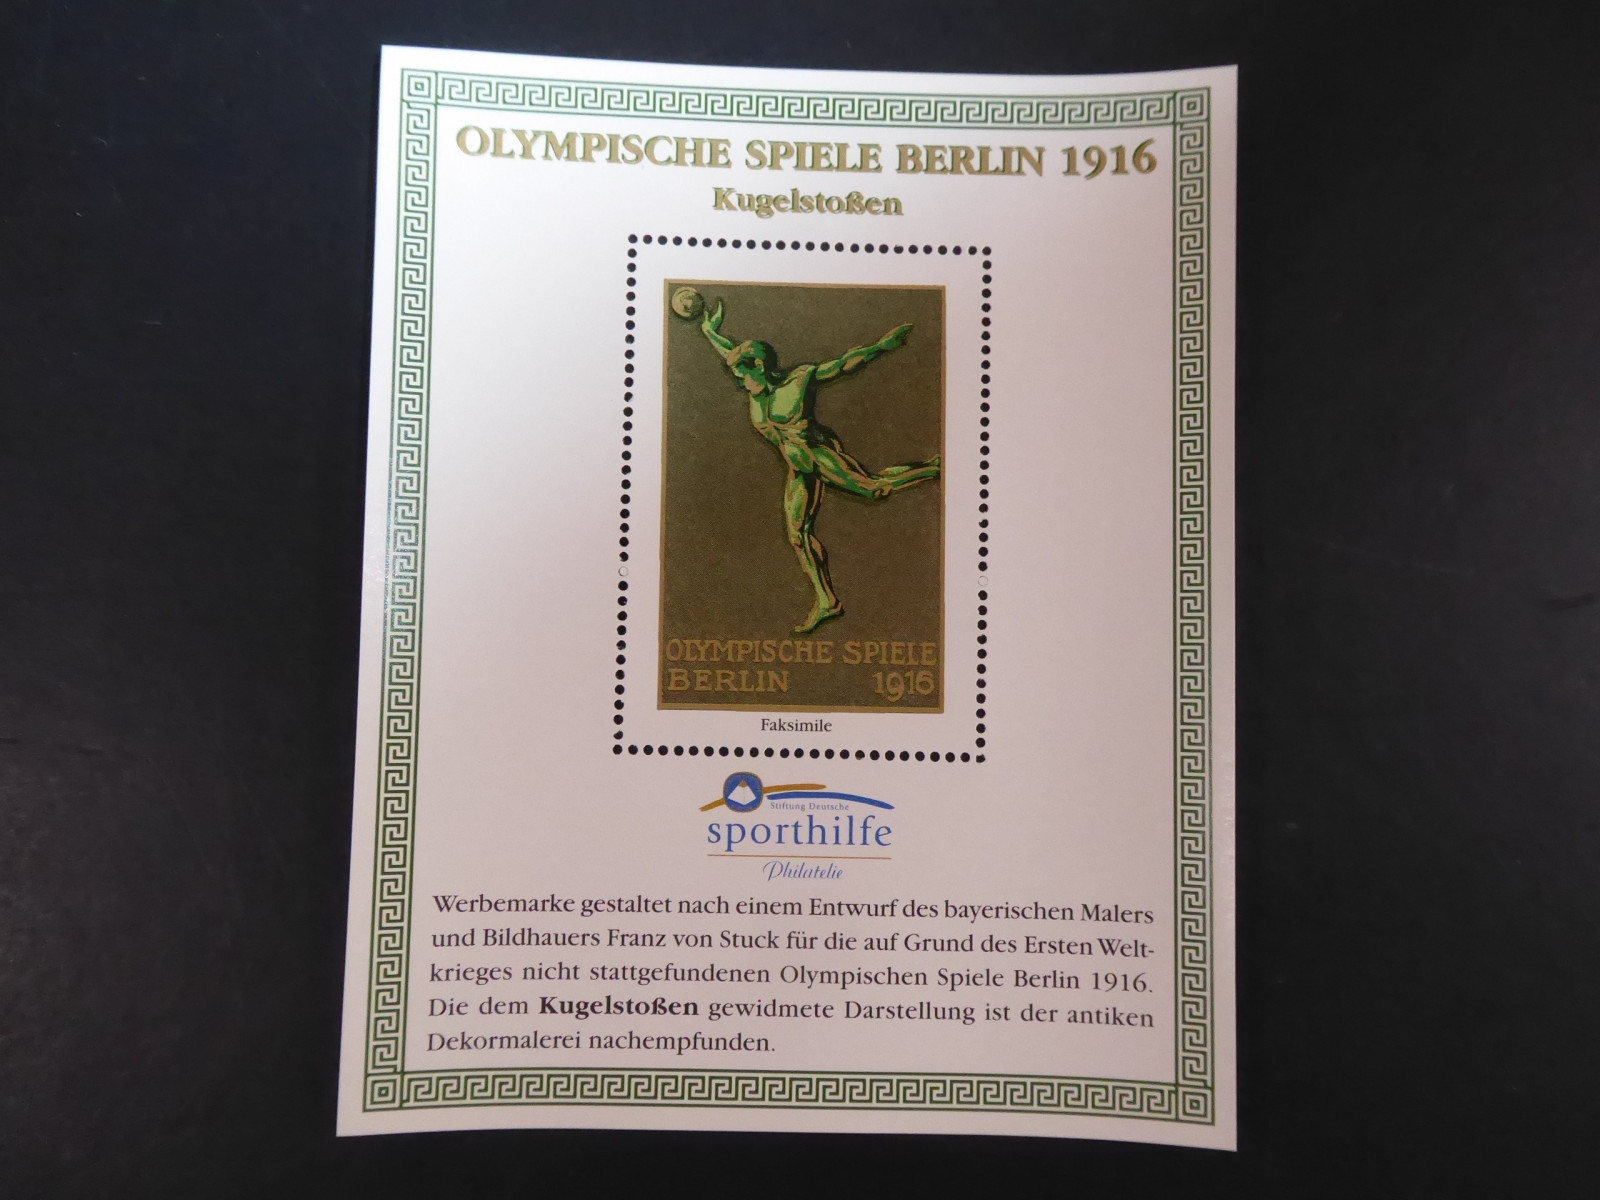 OLYMPISCHE SPIELE BERLIN 1916
Kugelstoßen
OLYMPISCHE SPIELE
BERLIN 1916
Faksimile
Stiftung Deutsche
sporthilfe
Philatelie
Werbemarke gestaltet nach einem Entwurf des bayerischen Malers
und Bildhauers Franz von Stuck für die auf Grund des Ersten Welt-
krieges nicht stattgefundenen Olympischen Spiele Berlin 1916.
Die dem Kugelstoßen gewidmete Darstellung ist der antiken
Dekormalerei nachempfunden.